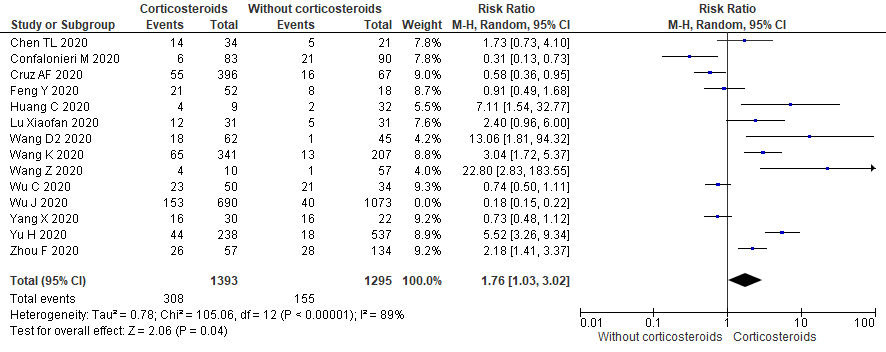 Corticosteroids Without corticosteroids Risk Ratio Risk Ratio
Study or Subgroup Events Total Events Total Weight M-H, Random, 95% CI M-H, Random, 95% CI
Chen TL 2020 14 34 5 21 7.8% 1.73 [0.73, 4.10]
Confalonieri M 2020 6 83 21 90 7.8% 0.31 [0.13, 0.73]
Cruz AF 2020 55 396 16 67 8.9% 0.58 [0.36, 0.95]
Feng Y 2020 21 52 8 18 8.4% 0.91 [0.49, 1.68]
Huang C 2020 4 9 2 32 5.4% 7.11 [1.54, 32.77]
Lu Xiaofan 2020 12 31 5 31 7.6% 2.40 [0.96, 6.00]
Wang D2 2020 18 62 1 45 4.2% 13.06 [1.81, 94.32]
Wang K 2020 65 341 13 207 8.6% 3.04 [1.72, 5.37]
Wang Z 2020 4 10 1 57 4.0% 22.80 [2.83, 183.55]
Wu C 2020 23 50 21 34 9.3% 0.74 [0.50, 1.11]
Wu J 2020 153 690 40 1073 0.0% 0.18 [0.15, 0.22]
Yang X 2020 16 30 16 22 9.2% 0.73 [0.48, 1.12]
Yu H 2020 44 238 18 537 8.7% 5.52 [3.26, 9.34]
Zhou F 2020 26 57 28 134 9.2% 2.18 [1.41, 3.37]
Total (95% CI) 1393 1295 100.0% 1.76 [1.03, 3.02]
Total events 308 155
Heterogeneity: Tau² = 0.78; Chi² = 105.06, df = 12 (P < 0.00001); I² = 89%
Test for overall effect: Z = 2.06 (P = 0.04)
0.01 0.1 1 10 100
Without corticosteroids Corticosteroids